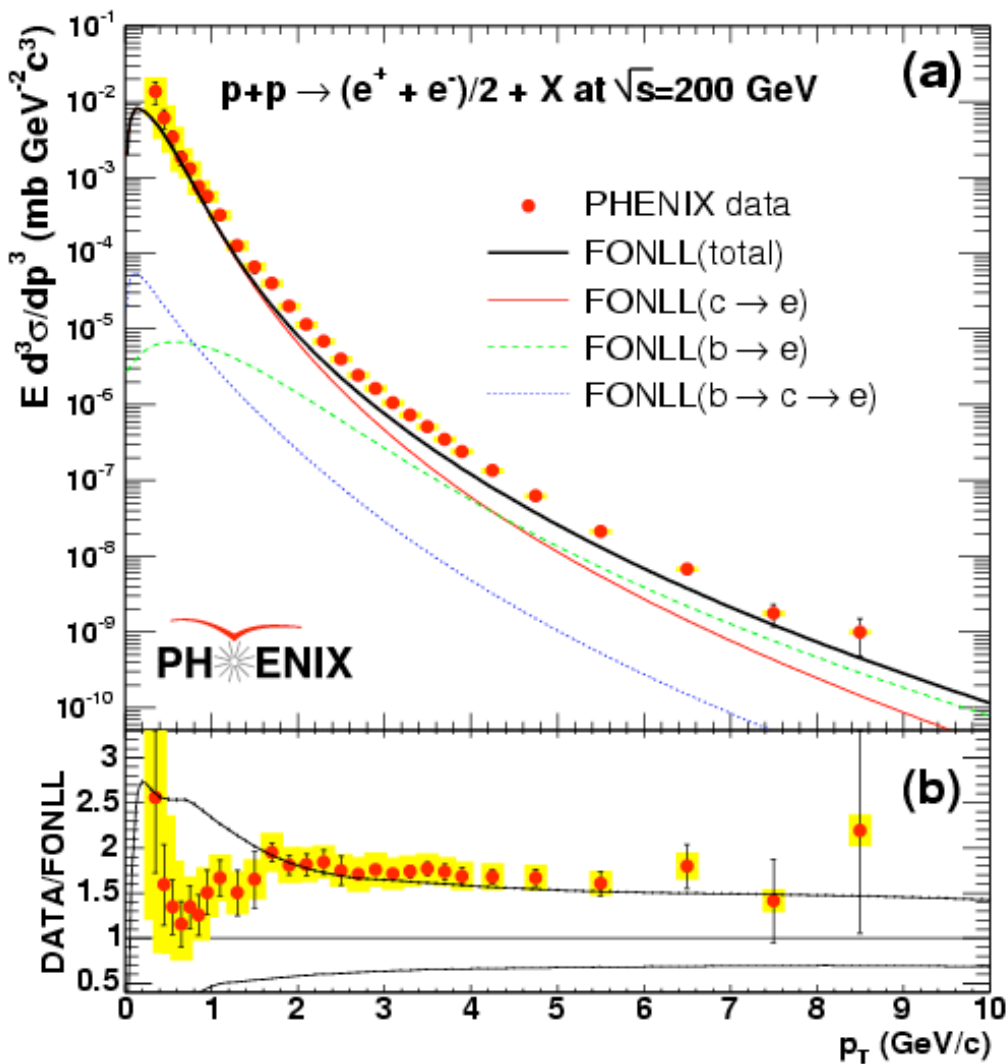 (a)
p+p → (e⁺ + e⁻)/2 + X at √s=200 GeV
E d³σ/dp³ (mb GeV⁻²c³)
10⁻¹
10⁻²
10⁻³
10⁻⁴
10⁻⁵
10⁻⁶
10⁻⁷
10⁻⁸
10⁻⁹
10⁻¹⁰
PHENIX data
FONLL(total)
FONLL(c → e)
FONLL(b → e)
FONLL(b → c → e)
PHENIX
(b)
DATA/FONLL
3
2.5
2
1.5
1
0.5
0 1 2 3 4 5 6 7 8 9 10
p_T (GeV/c)